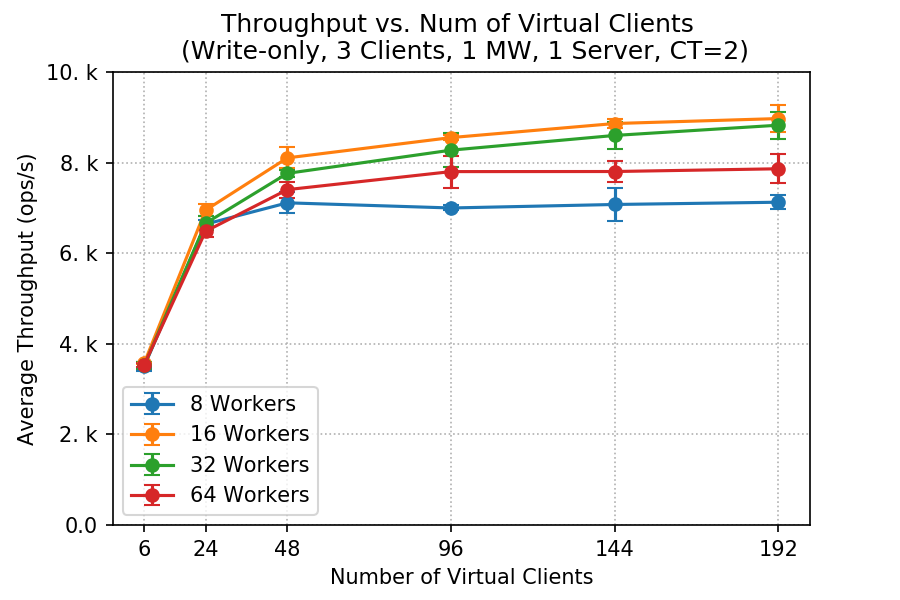 Throughput vs. Num of Virtual Clients
(Write-only, 3 Clients, 1 MW, 1 Server, CT=2)
Average Throughput (ops/s)
10. k
8. k
6. k
4. k
2. k
0.0
8 Workers
16 Workers
32 Workers
64 Workers
6 24 48 96 144 192
Number of Virtual Clients